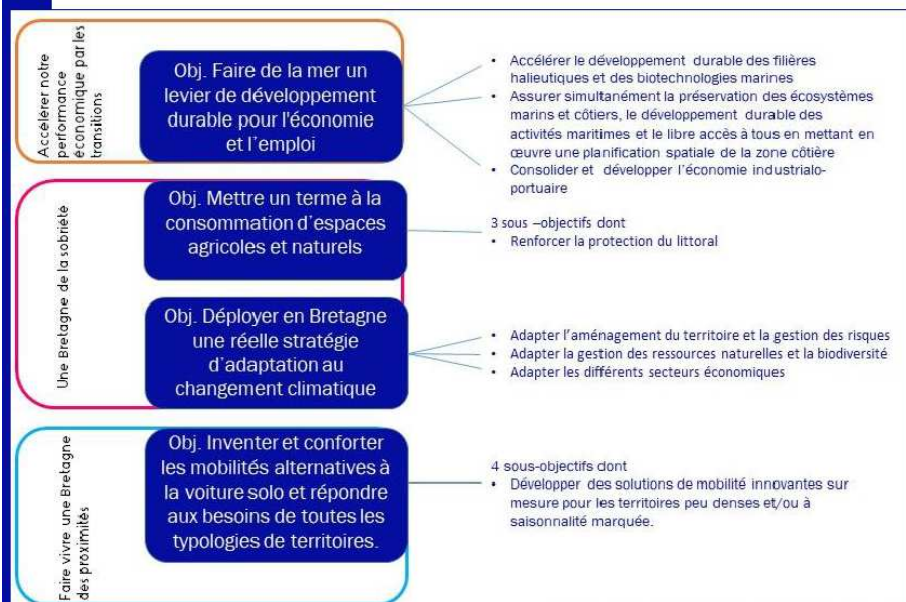 Accélérer notre
performance
économique par les
transitions
Obj. Faire de la mer un
levier de développement
durable pour l'économie
et l'emploi
• Accélérer le développement durable des filières
halieutiques et des biotechnologies marines
• Assurer simultanément la préservation des écosystèmes
marins et côtiers, le développement durable des
activités maritimes et le libre accès à tous en mettant en
œuvre une planification spatiale de la zone côtière
• Consolider et développer l'économie industrialo-
portuaire
Une Bretagne de la sobriété
Obj. Mettre un terme à la
consommation d'espaces
agricoles et naturels
3 sous –objectifs dont
• Renforcer la protection du littoral
Obj. Déployer en Bretagne
une réelle stratégie
d'adaptation au
changement climatique
• Adapter l'aménagement du territoire et la gestion des risques
• Adapter la gestion des ressources naturelles et la biodiversité
• Adapter les différents secteurs économiques
Faire vivre une Bretagne
des proximités
Obj. Inventer et conforter
les mobilités alternatives à
la voiture solo et répondre
aux besoins de toutes les
typologies de territoires.
4 sous-objectifs dont
• Développer des solutions de mobilité innovantes sur
mesure pour les territoires peu denses et/ou à
saisonnalité marquée.